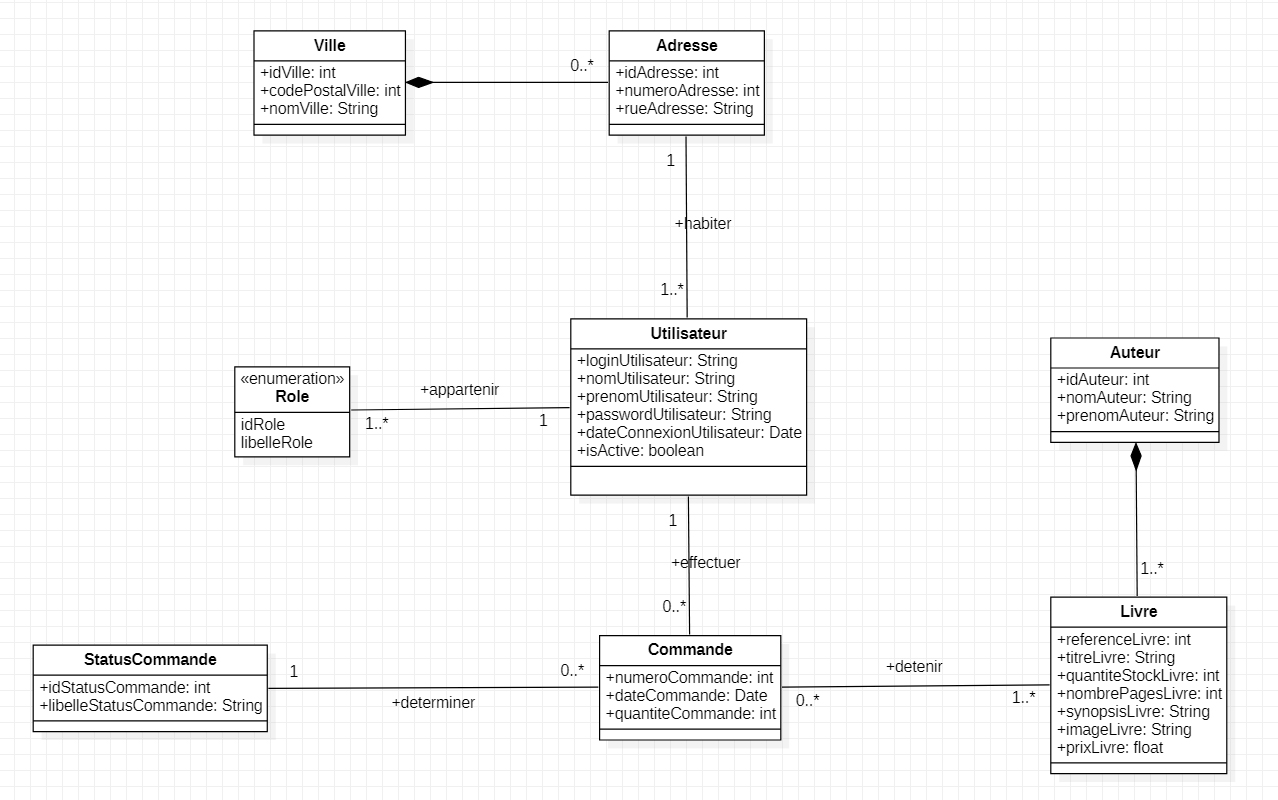 Ville
+idVille: int
+codePostalVille: int
+nomVille: String
0..*
Adresse
+idAdresse: int
+numeroAdresse: int
+rueAdresse: String
1
+habiter
1..*
Utilisateur
+loginUtilisateur: String
+nomUtilisateur: String
+prenomUtilisateur: String
+passwordUtilisateur: String
+dateConnexionUtilisateur: Date
+isActive: boolean
«enumeration»
Role
idRole
libelleRole
+appartenir
1..*
1
Auteur
+idAuteur: int
+nomAuteur: String
+prenomAuteur: String
1..*
1
+effectuer
0..*
StatusCommande
+idStatusCommande: int
+libelleStatusCommande: String
1
+determiner
0..*
Commande
+numeroCommande: int
+dateCommande: Date
+quantiteCommande: int
+detenir
0..*
1..*
Livre
+referenceLivre: int
+titreLivre: String
+quantiteStockLivre: int
+nombrePagesLivre: int
+synopsisLivre: String
+imageLivre: String
+prixLivre: float